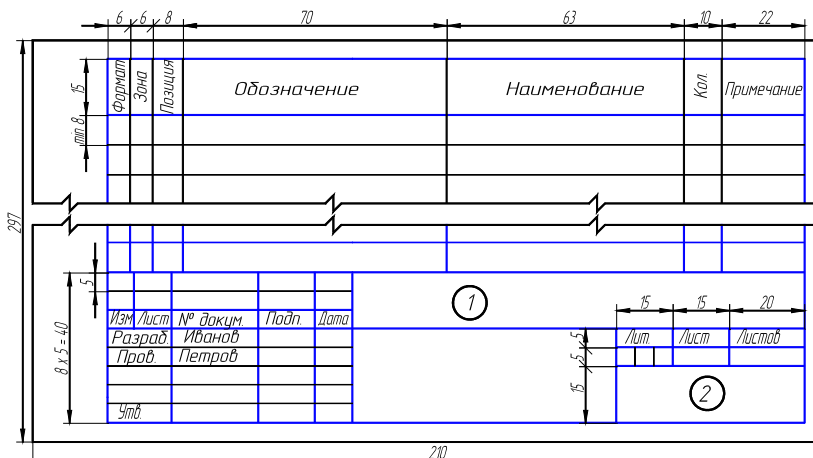 6 6 8 70 63 10 22
Формат Зона Позиция Обозначение Наименование Кол. Примечание
15
min 8
297
5
8 x 5 = 40
1
15 15 20
Изм Лист № докум. Подп. Дата
Разраб. Иванов
Пров. Петров
Утв.
5
5
15
Лит. Лист Листов
2
210